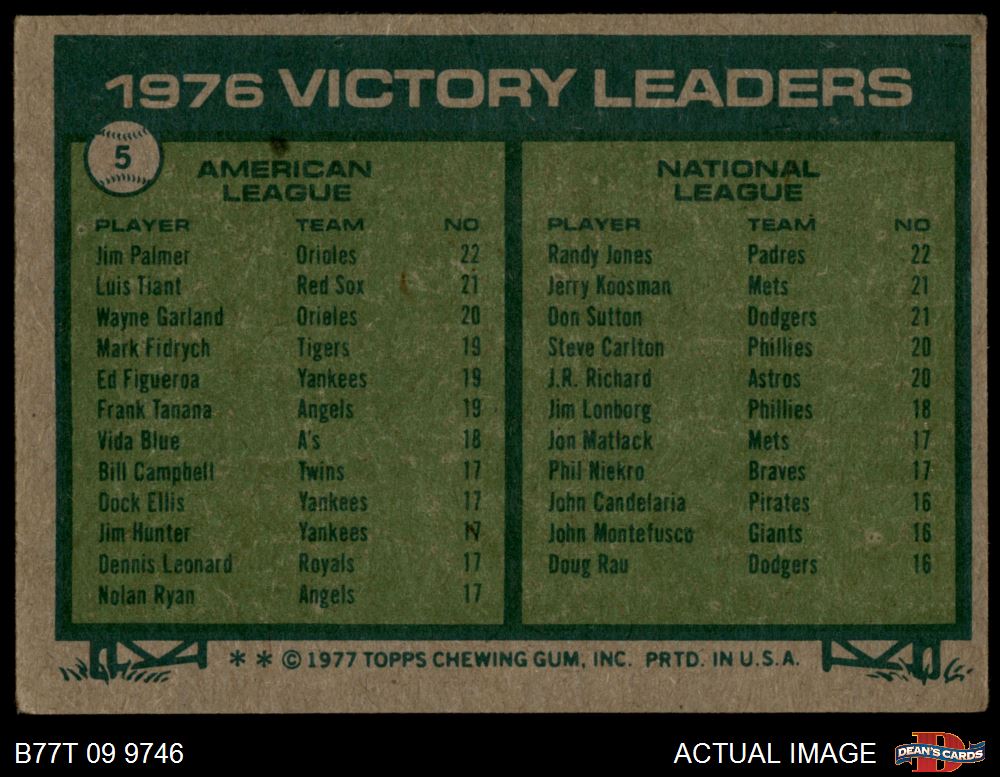 1976 VICTORY LEADERS
5
AMERICAN
LEAGUE
PLAYER TEAM NO
Jim Palmer Orioles 22
Luis Tiant Red Sox 21
Wayne Garland Orioles 20
Mark Fidrych Tigers 19
Ed Figueroa Yankees 19
Frank Tanana Angels 19
Vida Blue A's 18
Bill Campbell Twins 17
Dock Ellis Yankees 17
Jim Hunter Yankees 17
Dennis Leonard Royals 17
Nolan Ryan Angels 17
NATIONAL
LEAGUE
PLAYER TEAM NO
Randy Jones Padres 22
Jerry Koosman Mets 21
Don Sutton Dodgers 21
Steve Carlton Phillies 20
J.R. Richard Astros 20
Jim Lonborg Phillies 18
Jon Matlack Mets 17
Phil Niekro Braves 17
John Candelaria Pirates 16
John Montefusco Giants 16
Doug Rau Dodgers 16
* * © 1977 TOPPS CHEWING GUM, INC. PRTD. IN U.S.A.
B77T 09 9746
ACTUAL IMAGE
D
DEAN'S CARDS